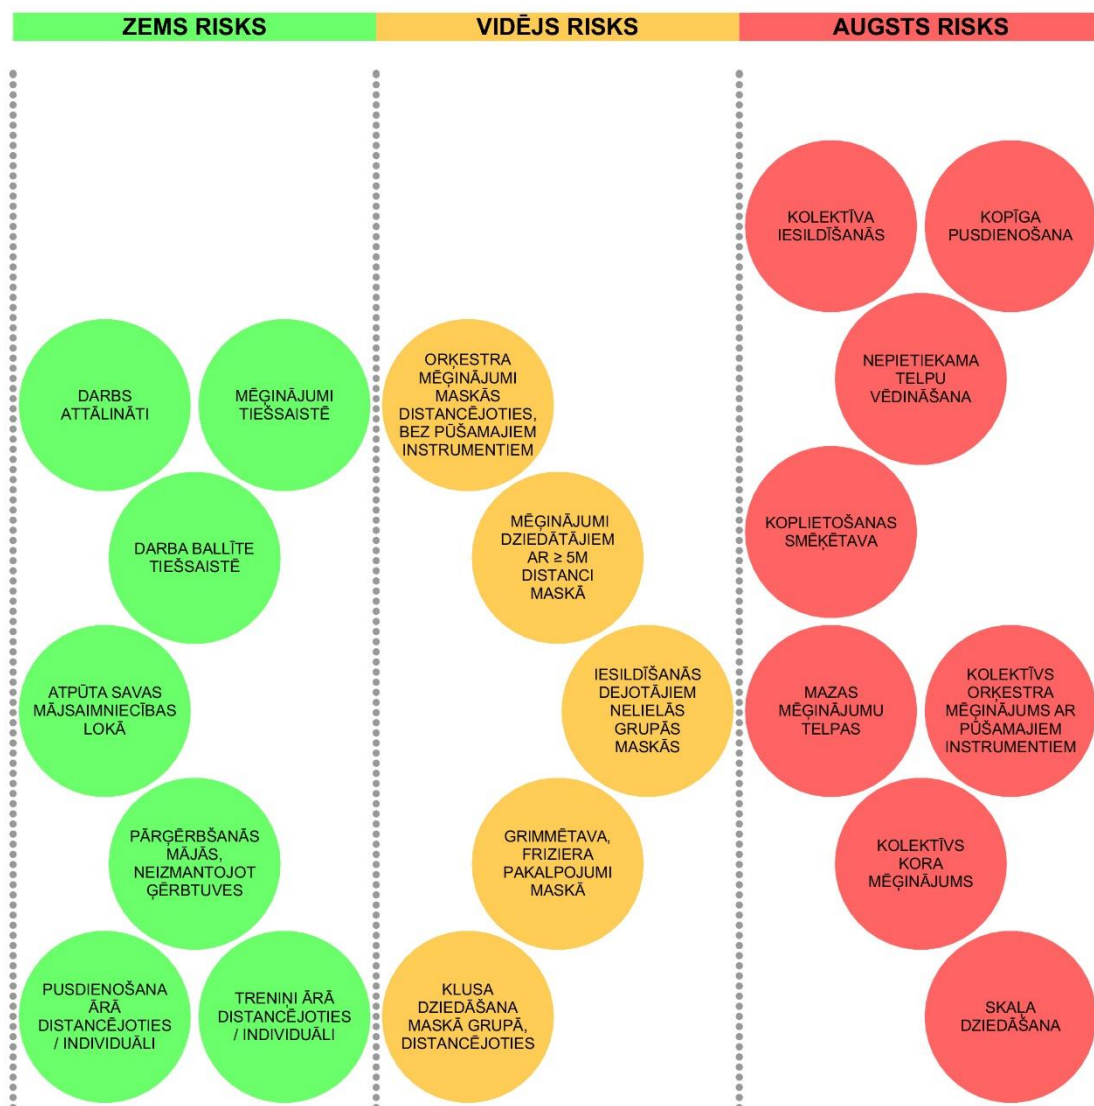 ZEMS RISKS
VIDĒJS RISKS
AUGSTS RISKS
DARBS
ATTĀLINĀTI
MĒĢINĀJUMI
TIEŠSAISTĒ
DARBA BALLĪTE
TIEŠSAISTĒ
ATPŪTA SAVAS
MĀJSAIMNIECĪBAS
LOKĀ
PĀRĢĒRBŠANĀS
MĀJĀS,
NEIZMANTOJOT
ĢĒRBTUVES
PUSDIENOŠANA
ĀRĀ
DISTANCĒJOTIES
/ INDIVIDUĀLI
TRENIŅI ĀRĀ
DISTANCĒJOTIES
/ INDIVIDUĀLI
ORĶESTRA
MĒĢINĀJUMI
MASKĀS
DISTANCĒJOTIES,
BEZ PŪŠAMAJIEM
INSTRUMENTIEM
MĒĢINĀJUMI
DZIEDĀTĀJIEM
AR ≥ 5M
DISTANCI
MASKĀ
IESILDĪŠANĀS
DEJOTĀJIEM
NELIELĀS
GRUPĀS
MASKĀS
GRIMMĒTAVA,
FRIZIERA
PAKALPOJUMI
MASKĀ
KLUSA
DZIEDĀŠANA
MASKĀ GRUPĀ,
DISTANCĒJOTIES
KOLEKTĪVA
IESILDĪŠANĀS
KOPĪGA
PUSDIENOŠANA
NEPIETIEKAMA
TELPU
VĒDINĀŠANA
KOPLIETOŠANAS
SMĒĶĒTAVA
MAZAS
MĒĢINĀJUMU
TELPAS
KOLEKTĪVS
ORĶESTRA
MĒĢINĀJUMS AR
PŪŠAMAJIEM
INSTRUMENTIEM
KOLEKTĪVS
KORA
MĒĢINĀJUMS
SKAĻA
DZIEDĀŠANA